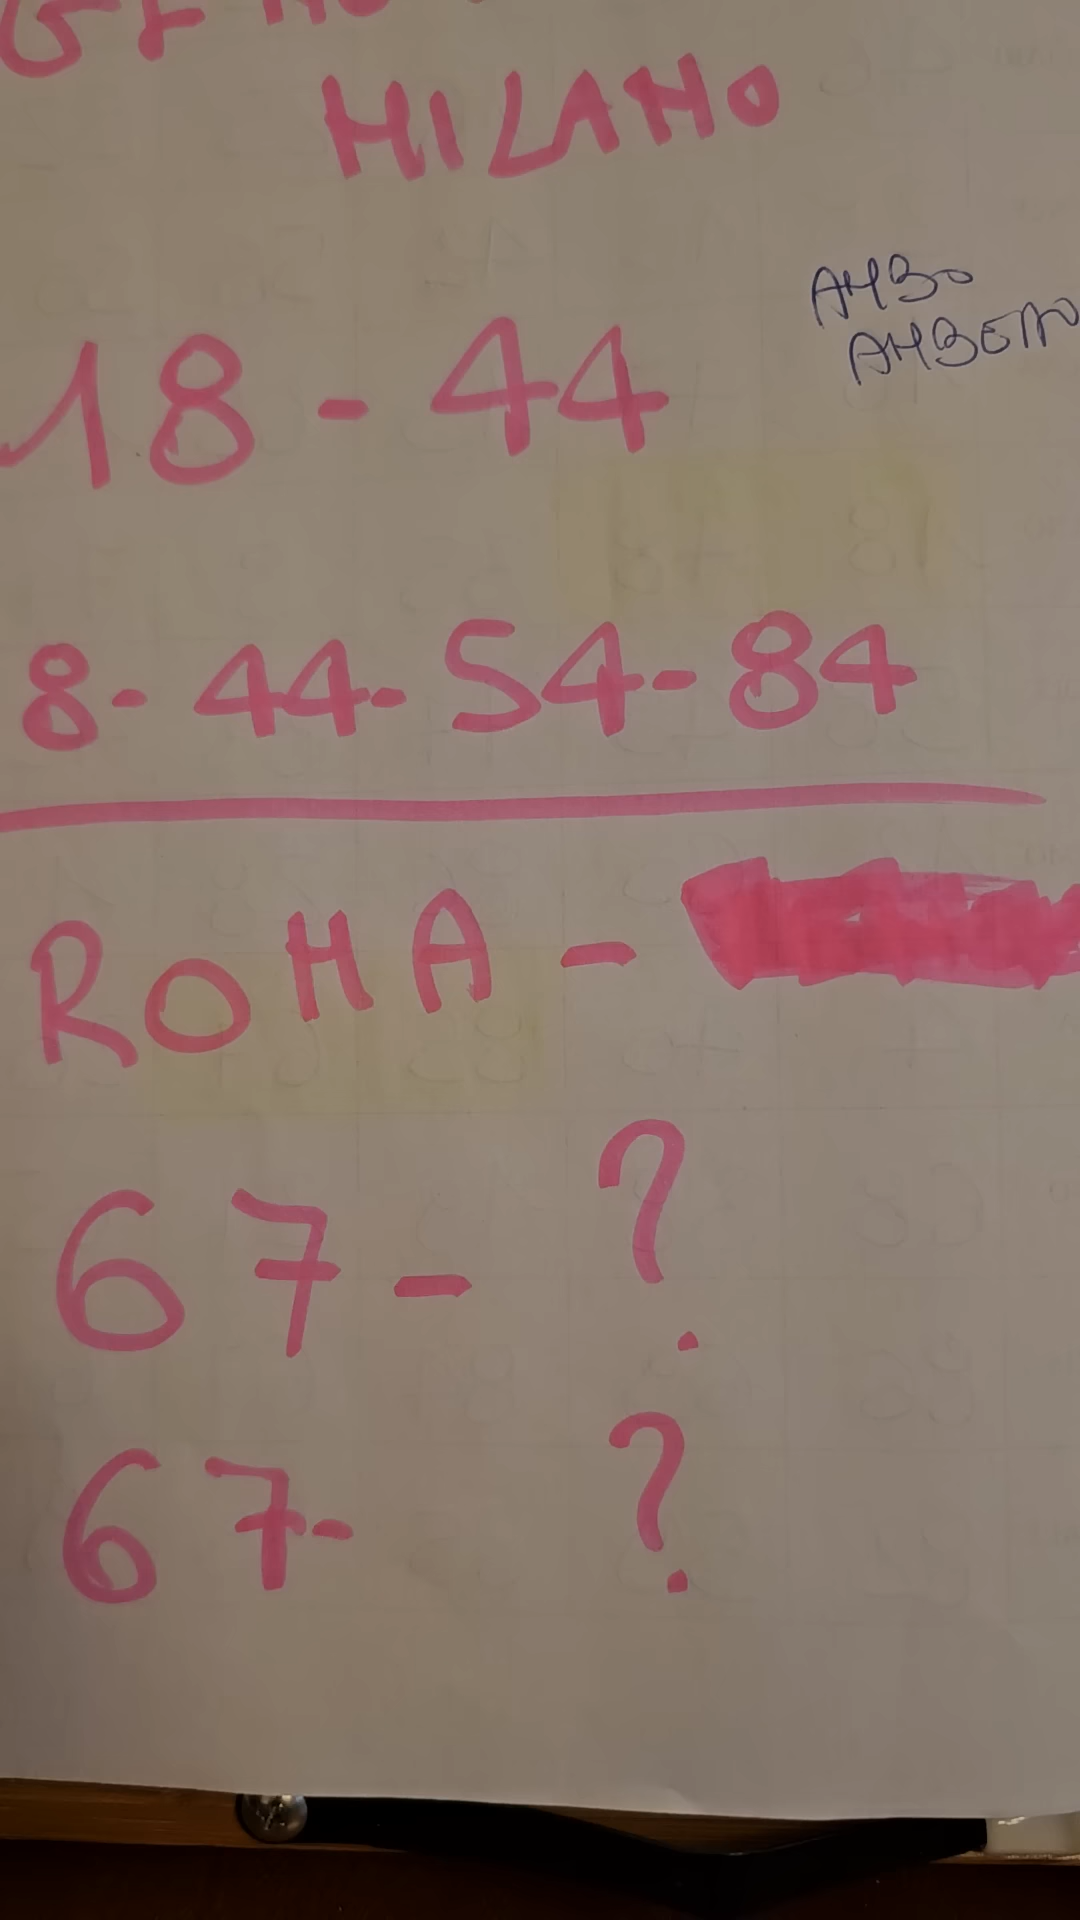 MILANO
AMBO
AMBETTO
18 - 44
8 - 44 - 54 - 84
ROMA -
67 - ?
67 - ?